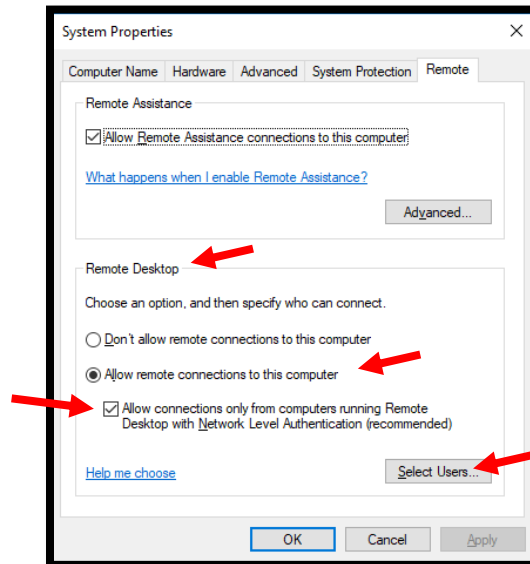 System Properties
Computer Name Hardware Advanced System Protection Remote
Remote Assistance
Allow Remote Assistance connections to this computer
What happens when I enable Remote Assistance?
Advanced...
Remote Desktop
Choose an option, and then specify who can connect.
Don't allow remote connections to this computer
Allow remote connections to this computer
Allow connections only from computers running Remote
Desktop with Network Level Authentication (recommended)
Help me choose
Select Users...
OK Cancel Apply